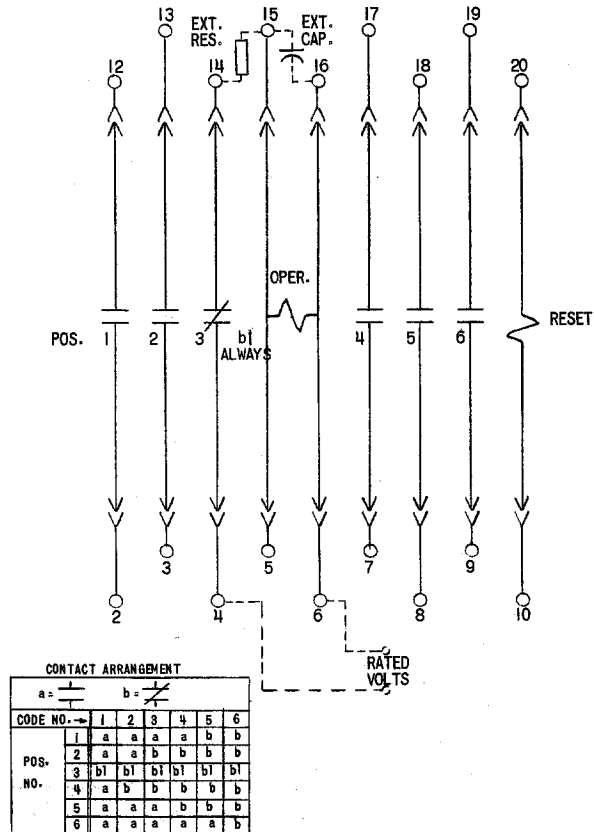 13 EXT. 15 EXT. 17 19
RES. CAP.
12 14 16 18 20
OPER.
RESET
POS. 1 2 3 b1 4 5 6
ALWAYS
3 5 7 9
2 4 6 8 10
RATED
VOLTS
CONTACT ARRANGEMENT
a = b =
CODE NO.→ 1 2 3 4 5 6
POS. NO.
1 a a a a b b
2 a a b b b b
3 b1 b1 b1 b1 b1 b1
4 a b b b b b
5 a a a b b b
6 a a a a a b